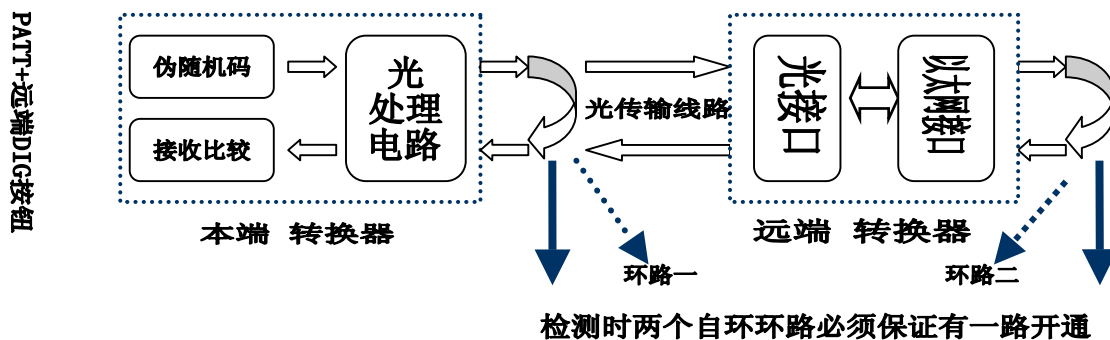 PATT+远端DIG按钮
伪随机码
接收比较
光
处理
电路
光传输线路
光接口
以太网接口
本端 转换器
远端 转换器
环路一
环路二
检测时两个自环环路必须保证有一路开通